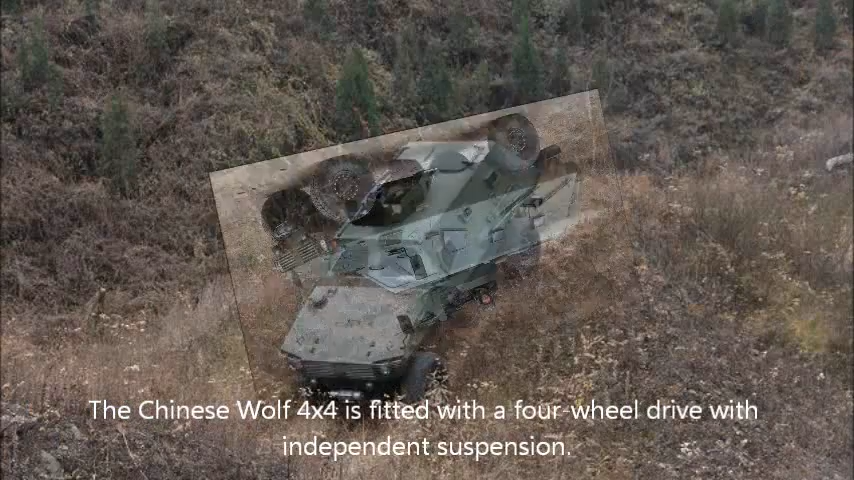 The Chinese Wolf 4x4 is fitted with a four-wheel drive with
independent suspension.